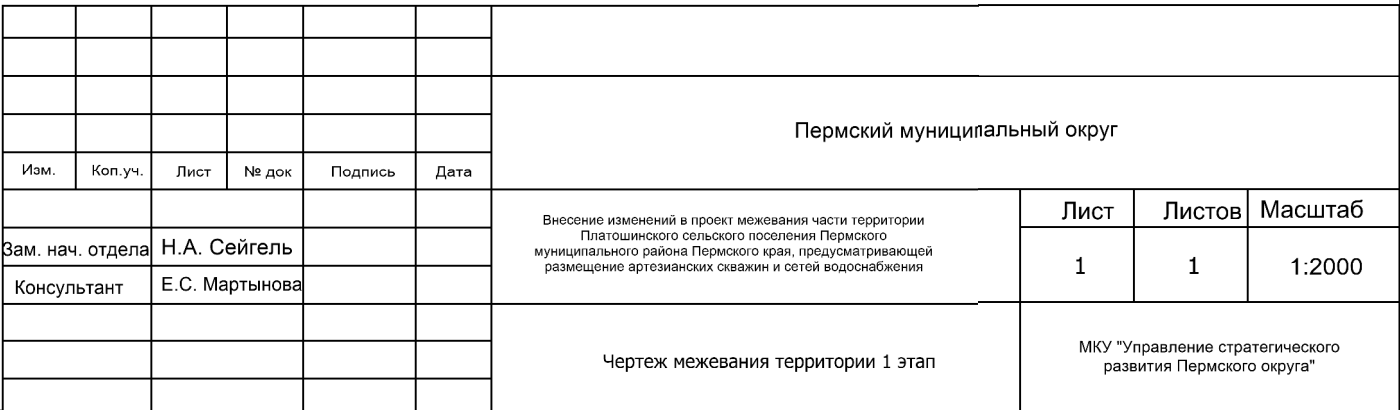 Пермский муниципальный округ
Изм. Кол.уч. Лист № док Подпись Дата
Внесение изменений в проект межевания части территории
Платошинского сельского поселения Пермского
муниципального района Пермского края, предусматривающей
размещение артезианских скважин и сетей водоснабжения
Лист Листов Масштаб
1 1 1:2000
Зам. нач. отдела Н.А. Сейгель
Консультант Е.С. Мартынова
Чертеж межевания территории 1 этап
МКУ "Управление стратегического
развития Пермского округа"